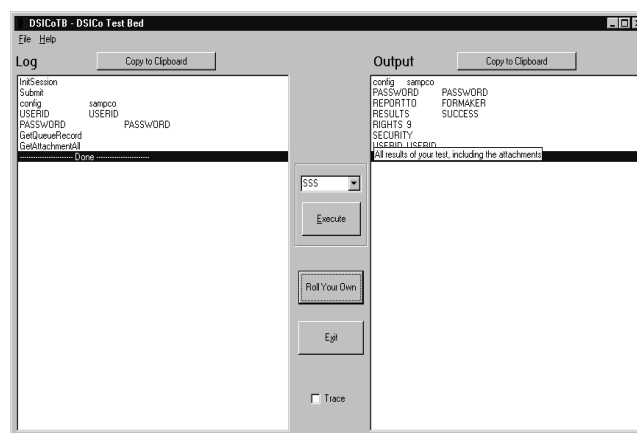 DSICoTB - DSICo Test Bed
File Help
Log
Copy to Clipboard
InitSession
Submit
config sampco
USERID USERID
PASSWORD PASSWORD
GetQueueRecord
GetAttachmentAll
---------------------- Done ----------------------
SSS
Execute
Roll Your Own
Exit
Trace
Output
Copy to Clipboard
config sampco
PASSWORD PASSWORD
REPORTTO FORMAKER
RESULTS SUCCESS
RIGHTS 9
SECURITY
USERID USERID
All results of your test, including the attachments